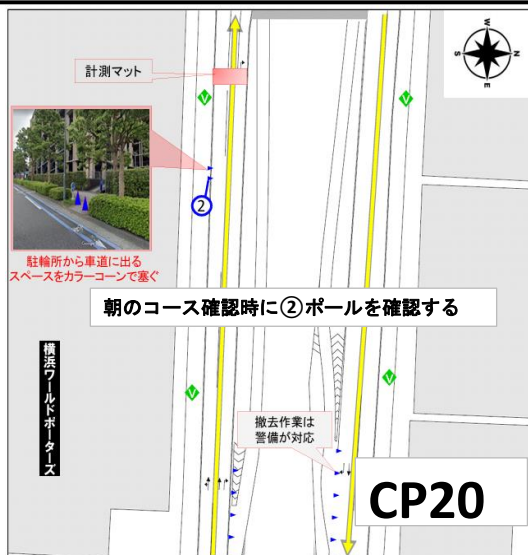 計測マット
W
S
N
E
V
V
②
駐輪所から車道に出る
スペースをカラーコーンで塞ぐ
朝のコース確認時に②ポールを確認する
横浜ワールドポーターズ
V
V
撤去作業は
警備が対応
CP20